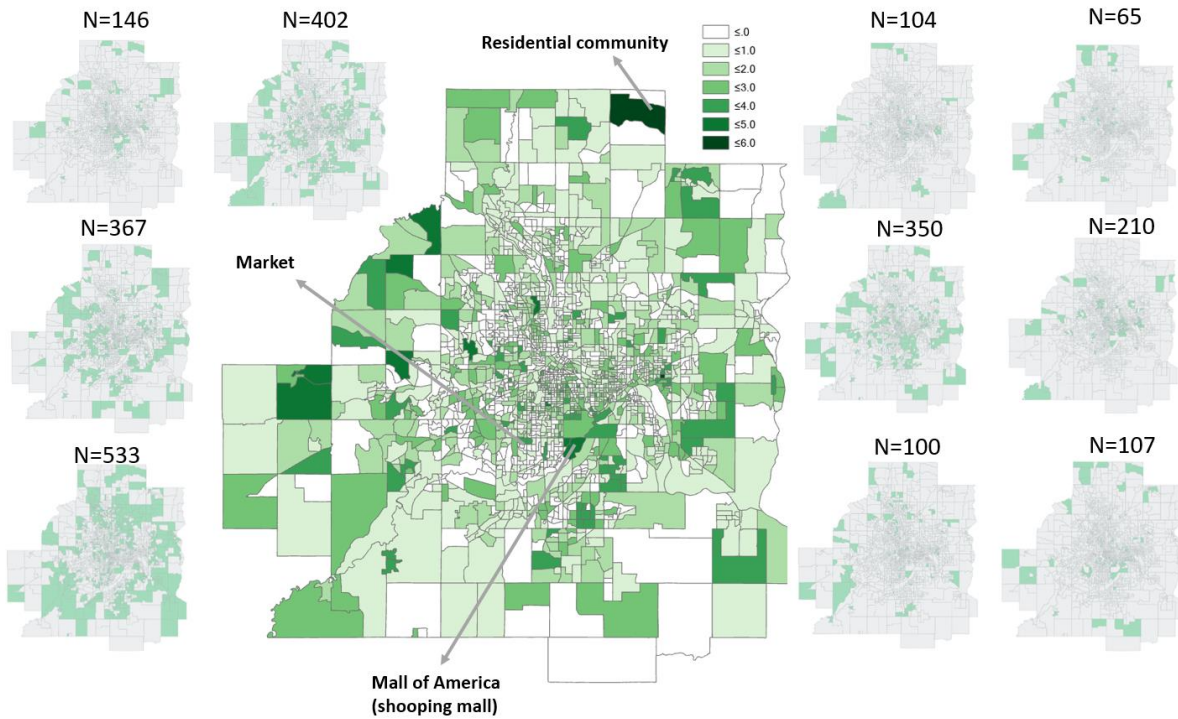 N=146
N=402
N=104
N=65
Residential community
≤.0
≤1.0
≤2.0
≤3.0
≤4.0
≤5.0
≤6.0
N=367
N=350
N=210
Market
N=533
N=100
N=107
Mall of America
(shooping mall)